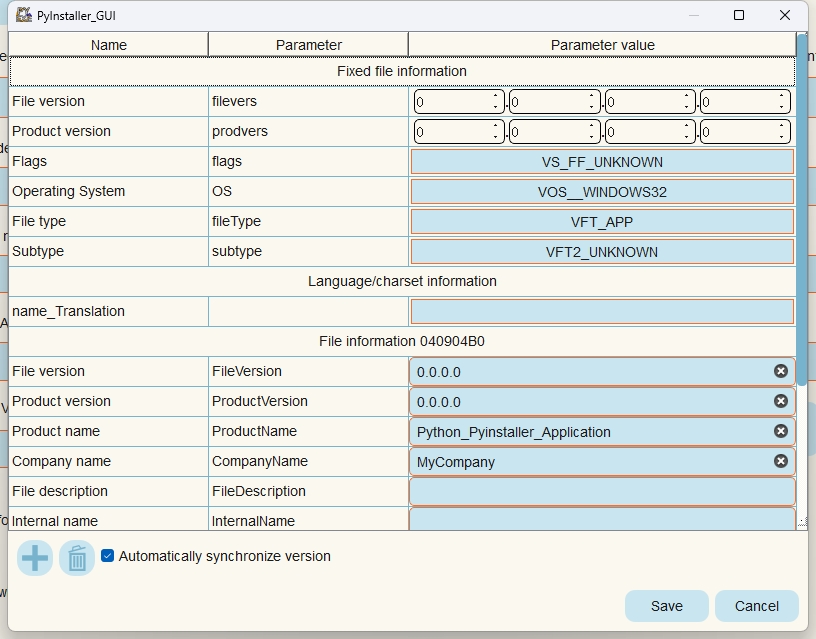 PyInstaller_GUI
Name Parameter Parameter value
Fixed file information
File version filevers 0 . 0 . 0 . 0
Product version prodvers 0 . 0 . 0 . 0
Flags flags VS_FF_UNKNOWN
Operating System OS VOS__WINDOWS32
File type fileType VFT_APP
Subtype subtype VFT2_UNKNOWN
Language/charset information
name_Translation
File information 040904B0
File version FileVersion 0.0.0.0
Product version ProductVersion 0.0.0.0
Product name ProductName Python_Pyinstaller_Application
Company name CompanyName MyCompany
File description FileDescription
Internal name InternalName
Automatically synchronize version
Save Cancel